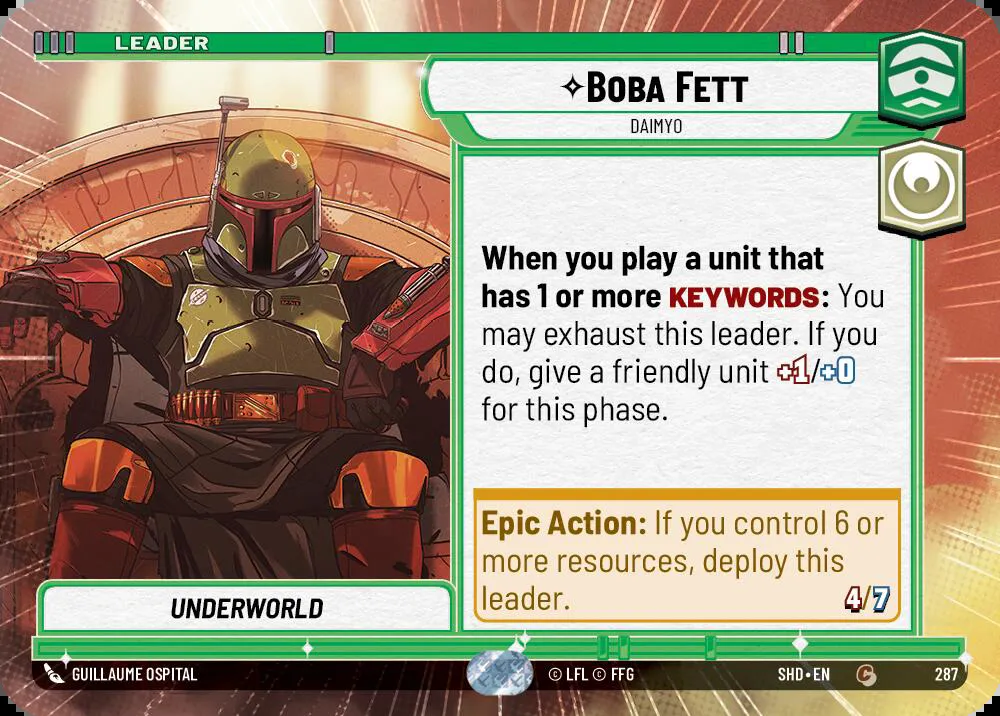 LEADER
✧BOBA FETT
DAIMYO
When you play a unit that
has 1 or more KEYWORDS: You
may exhaust this leader. If you
do, give a friendly unit +1/+0
for this phase.
Epic Action: If you control 6 or
more resources, deploy this
leader.
4/7
UNDERWORLD
GUILLAUME OSPITAL
© LFL © FFG
SHD•EN
C
287